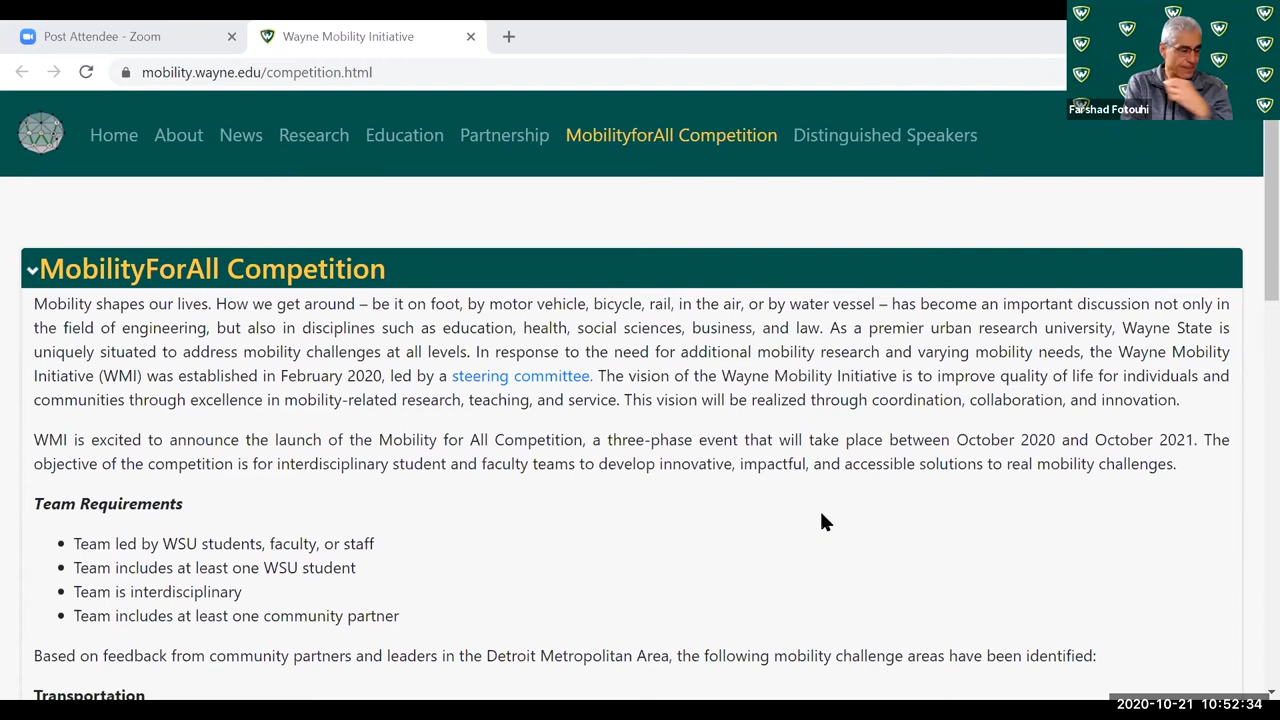 Post Attendee - Zoom
Wayne Mobility Initiative
mobility.wayne.edu/competition.html
Farshad Fotouhi
Home About News Research Education Partnership MobilityforAll Competition Distinguished Speakers
MobilityForAll Competition
Mobility shapes our lives. How we get around – be it on foot, by motor vehicle, bicycle, rail, in the air, or by water vessel – has become an important discussion not only in
the field of engineering, but also in disciplines such as education, health, social sciences, business, and law. As a premier urban research university, Wayne State is
uniquely situated to address mobility challenges at all levels. In response to the need for additional mobility research and varying mobility needs, the Wayne Mobility
Initiative (WMI) was established in February 2020, led by a steering committee. The vision of the Wayne Mobility Initiative is to improve quality of life for individuals and
communities through excellence in mobility-related research, teaching, and service. This vision will be realized through coordination, collaboration, and innovation.
WMI is excited to announce the launch of the Mobility for All Competition, a three-phase event that will take place between October 2020 and October 2021. The
objective of the competition is for interdisciplinary student and faculty teams to develop innovative, impactful, and accessible solutions to real mobility challenges.
Team Requirements
Team led by WSU students, faculty, or staff
Team includes at least one WSU student
Team is interdisciplinary
Team includes at least one community partner
Based on feedback from community partners and leaders in the Detroit Metropolitan Area, the following mobility challenge areas have been identified:
Transportation
2020-10-21 10:52:34